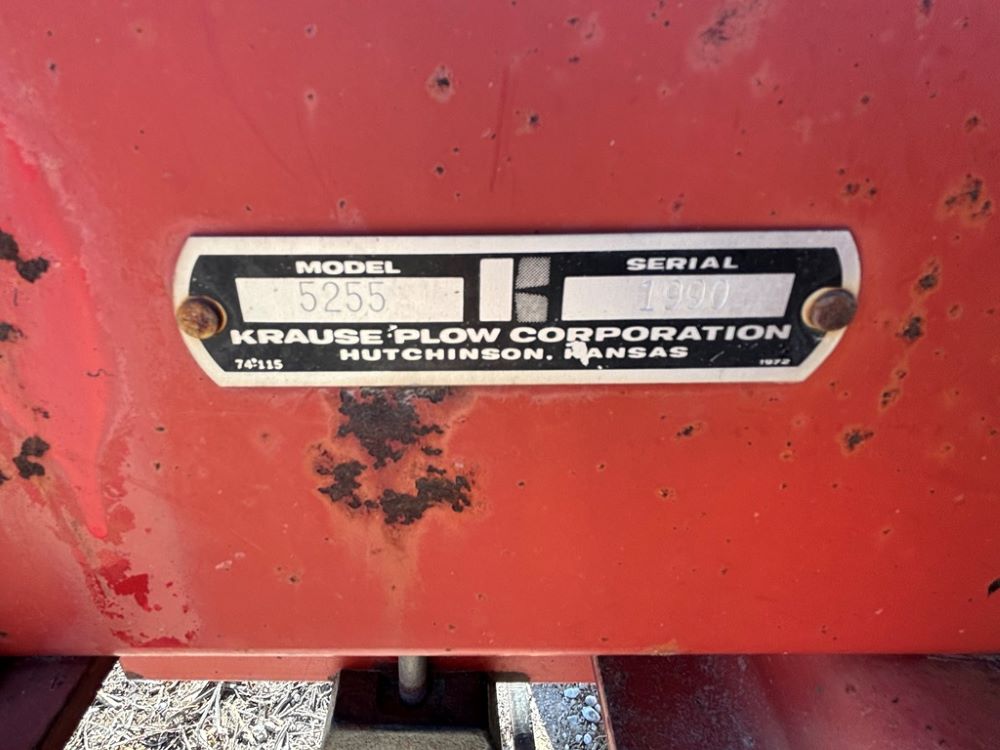 MODEL SERIAL
5255 1990
KRAUSE PLOW CORPORATION
HUTCHINSON, KANSAS
74-115 1972